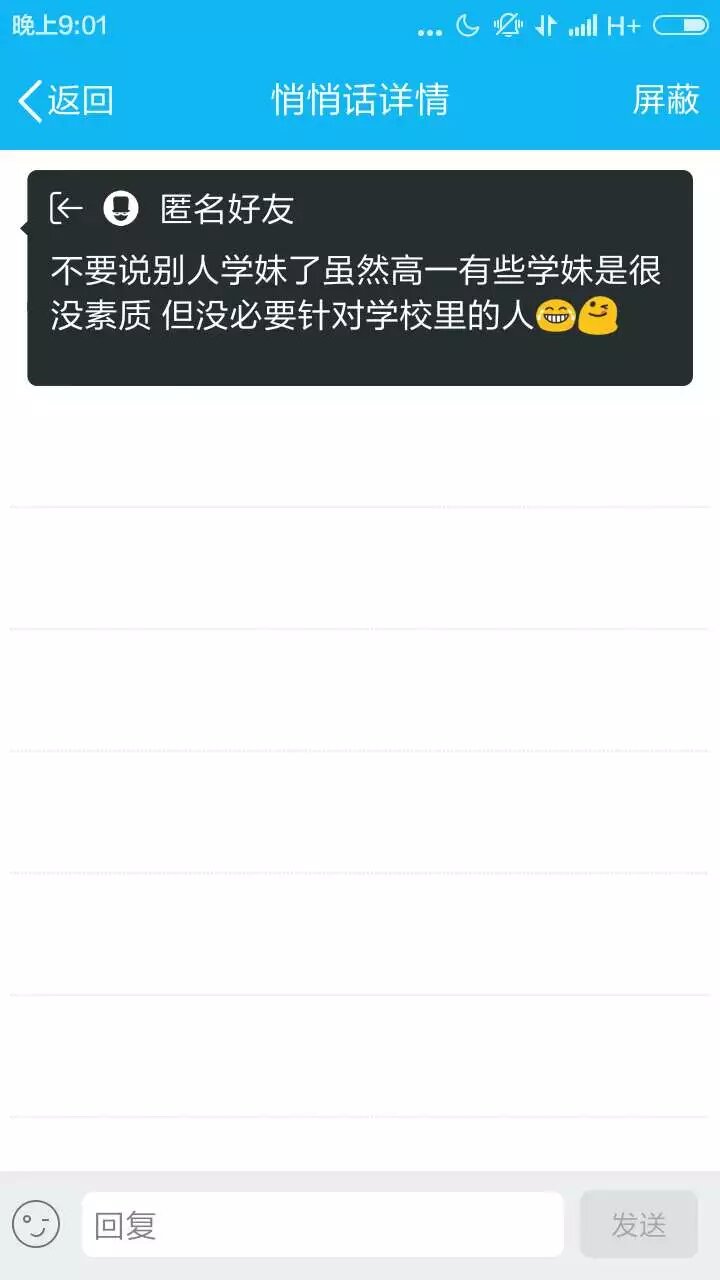 晚上9:01
... H+
返回
悄悄话详情
屏蔽
匿名好友
不要说别人学妹了虽然高一有些学妹是很
没素质 但没必要针对学校里的人😂😜
回复
发送